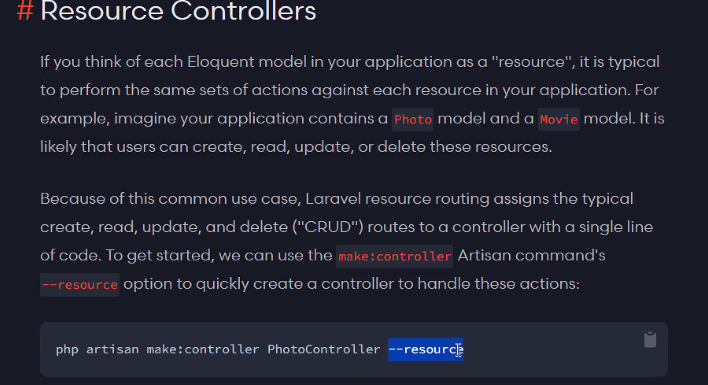 # Resource Controllers
If you think of each Eloquent model in your application as a "resource", it is typical
to perform the same sets of actions against each resource in your application. For
example, imagine your application contains a Photo model and a Movie model. It is
likely that users can create, read, update, or delete these resources.
Because of this common use case, Laravel resource routing assigns the typical
create, read, update, and delete ("CRUD") routes to a controller with a single line
of code. To get started, we can use the make:controller Artisan command's
--resource option to quickly create a controller to handle these actions:
php artisan make:controller PhotoController --resource